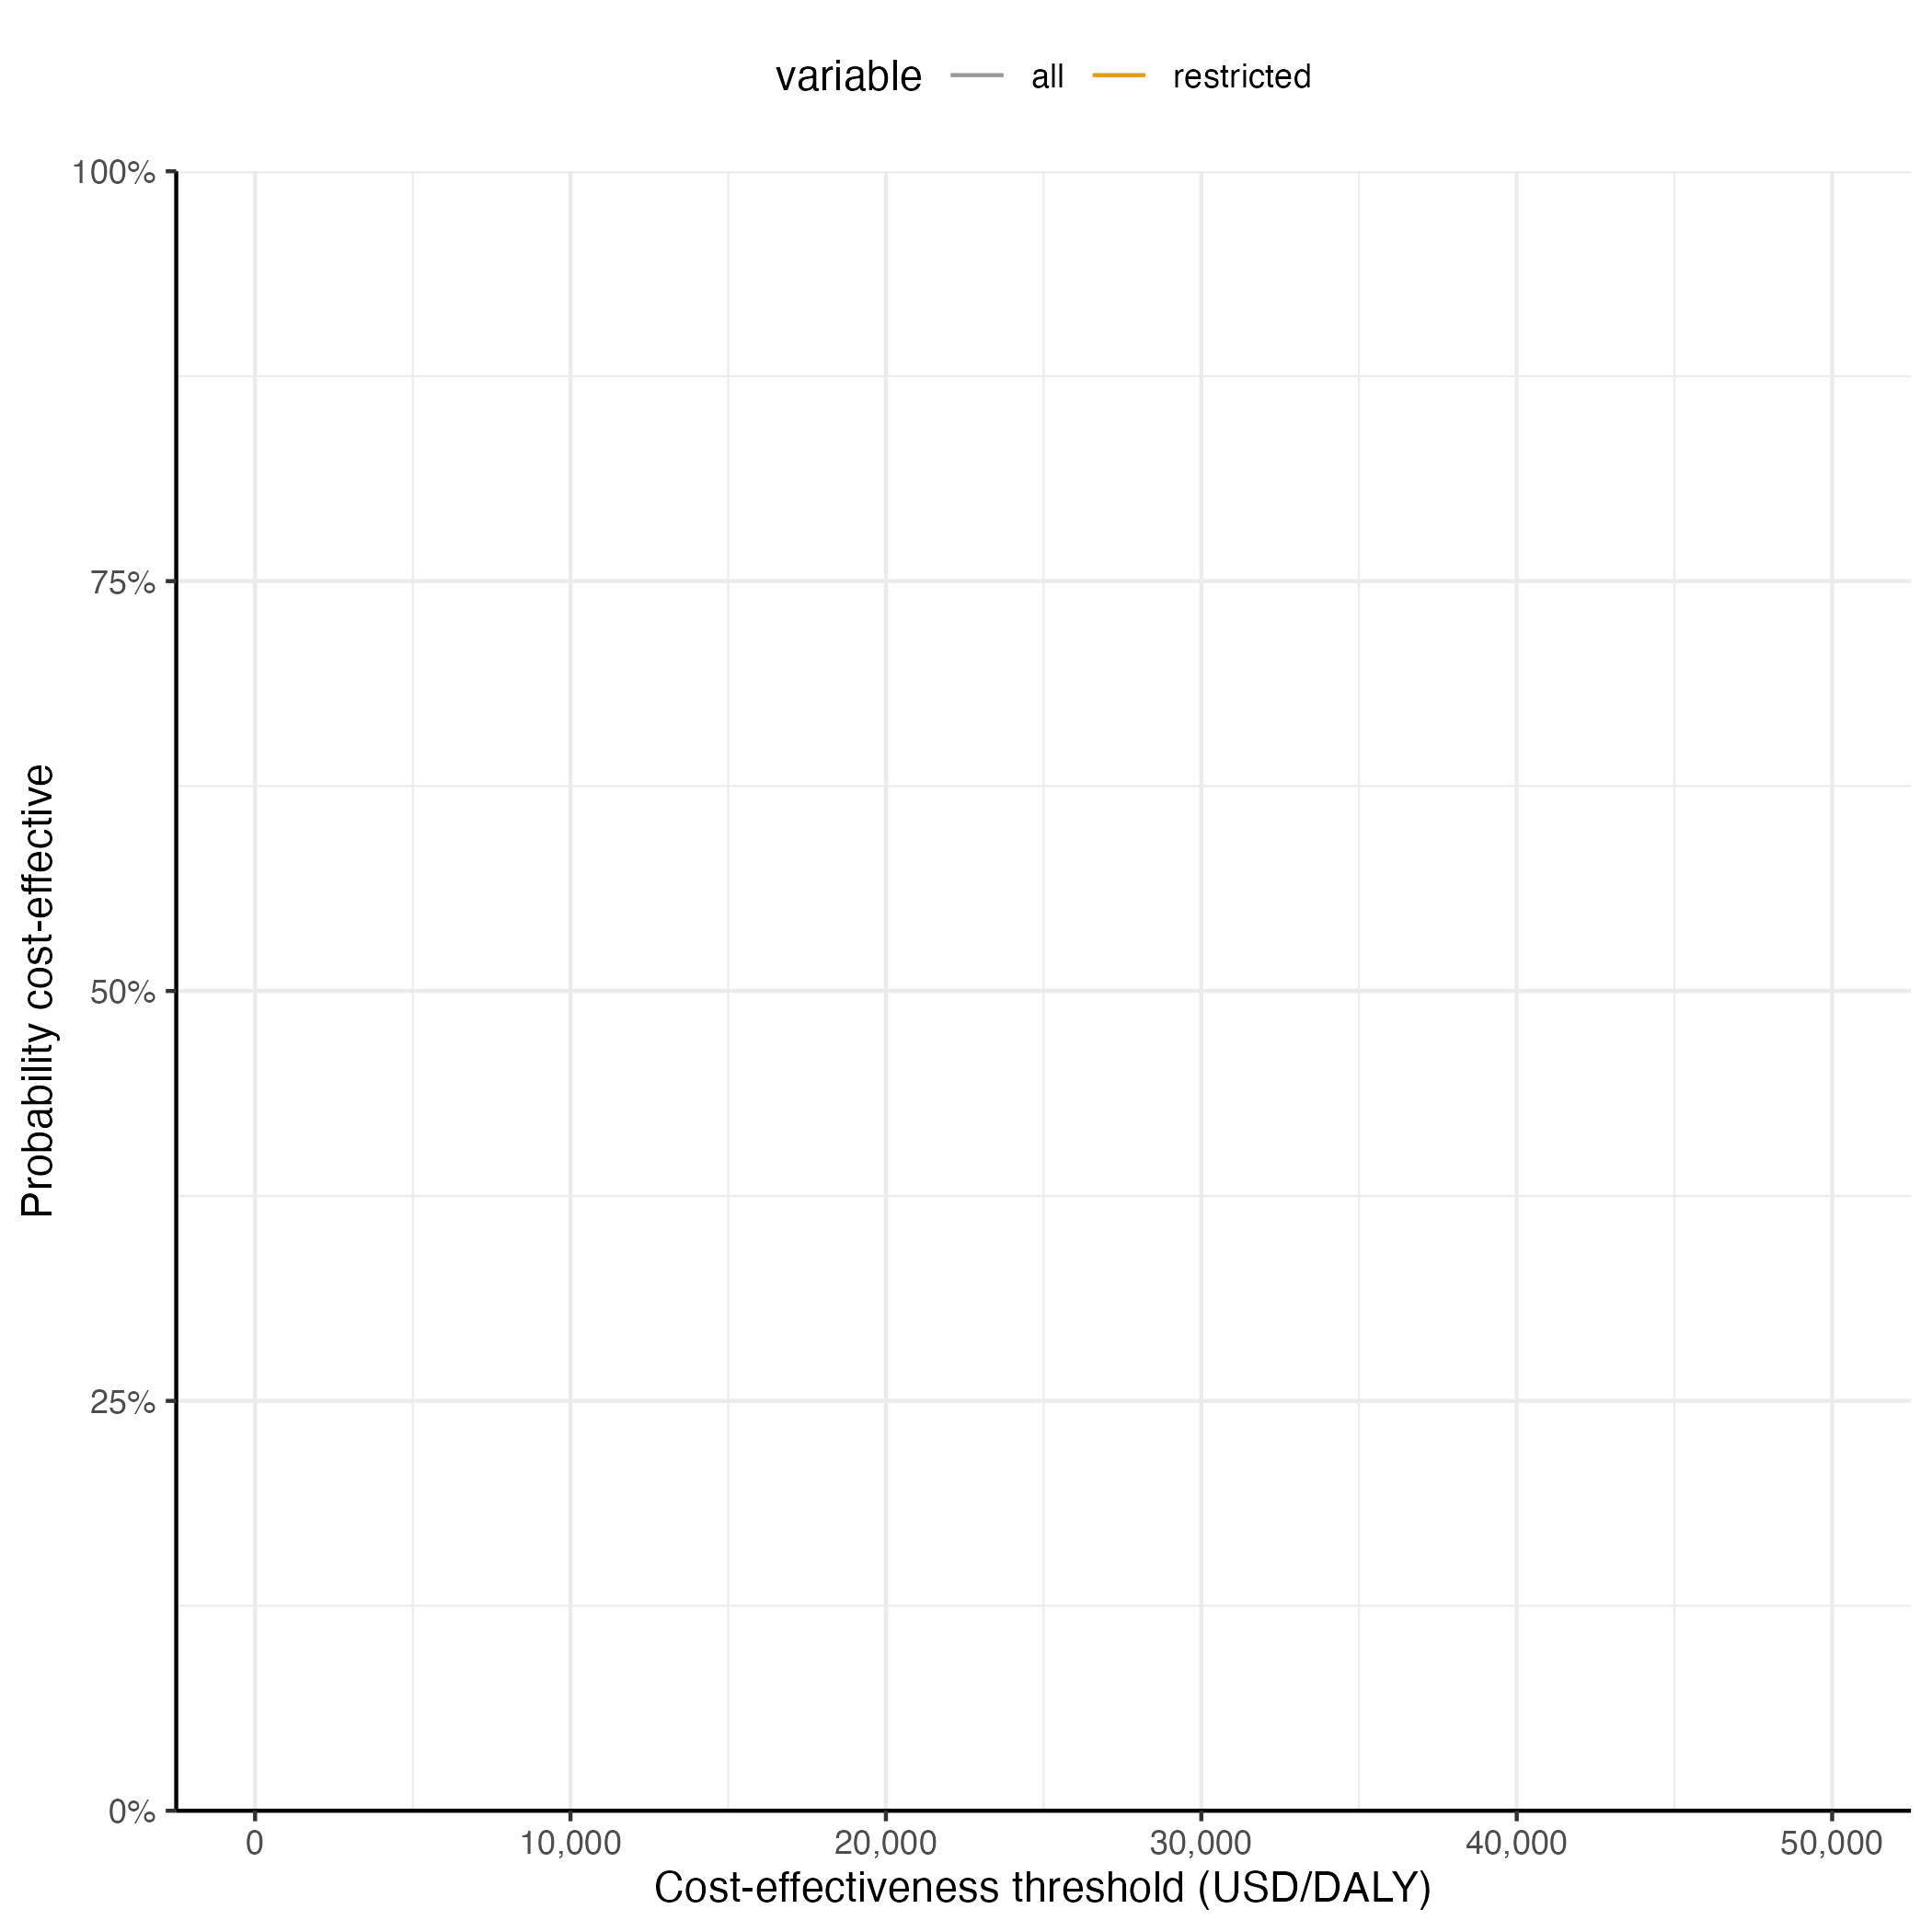 variable all restricted
100%
75%
50%
25%
0%
Probability cost-effective
0 10,000 20,000 30,000 40,000 50,000
Cost-effectiveness threshold (USD/DALY)